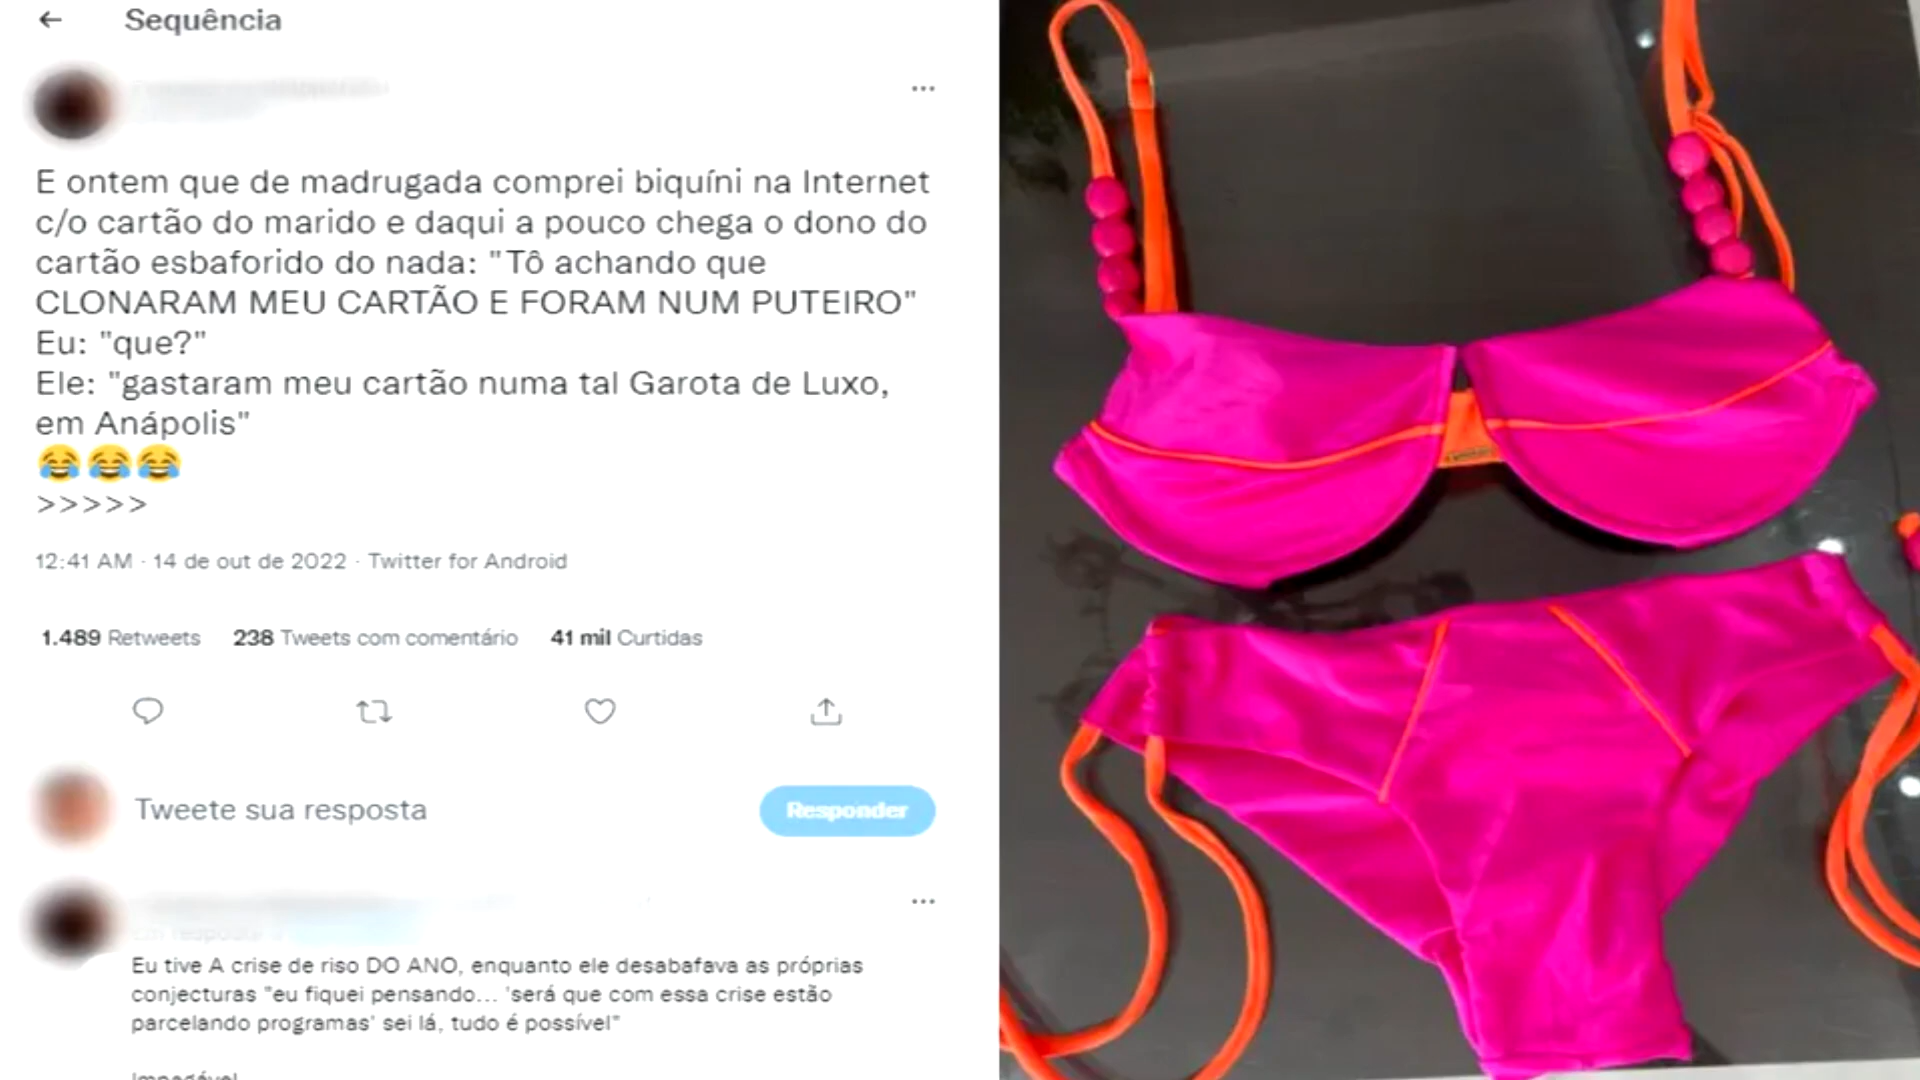 Sequência
E ontem que de madrugada comprei biquíni na Internet
c/o cartão do marido e daqui a pouco chega o dono do
cartão esbaforido do nada: "Tô achando que
CLONARAM MEU CARTÃO E FORAM NUM PUTEIRO"
Eu: "que?"
Ele: "gastaram meu cartão numa tal Garota de Luxo,
em Anápolis"
😂😂😂
>>>>>
12:41 AM · 14 de out de 2022 · Twitter for Android
1.489 Retweets 238 Tweets com comentário 41 mil Curtidas
Tweete sua resposta
Responder
Eu tive A crise de riso DO ANO, enquanto ele desabafava as próprias
conjecturas "eu fiquei pensando... 'será que com essa crise estão
parcelando programas' sei lá, tudo é possível"
Impagável